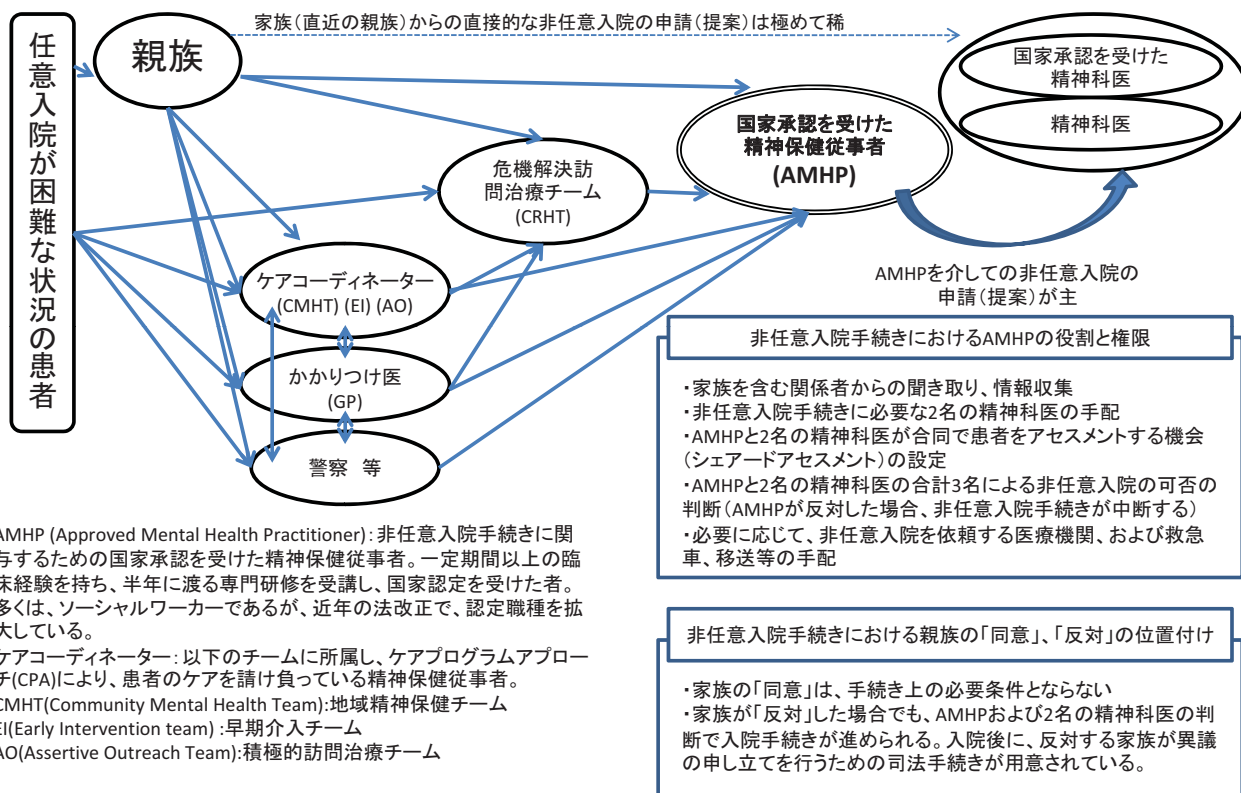 家族(直近の親族)からの直接的な非任意入院の申請(提案)は極めて稀
任意入院が困難な状況の患者
親族
国家承認を受けた
精神科医
精神科医
国家承認を受けた
精神保健従事者
(AMHP)
危機解決訪
問治療チーム
(CRHT)
ケアコーディネーター
(CMHT) (EI) (AO)
かかりつけ医
(GP)
警察 等
AMHPを介しての非任意入院の
申請(提案)が主
非任意入院手続きにおけるAMHPの役割と権限
・家族を含む関係者からの聞き取り、情報収集
・非任意入院手続きに必要な2名の精神科医の手配
・AMHPと2名の精神科医が合同で患者をアセスメントする機会
(シェアードアセスメント)の設定
・AMHPと2名の精神科医の合計3名による非任意入院の可否の
判断(AMHPが反対した場合、非任意入院手続きが中断する)
・必要に応じて、非任意入院を依頼する医療機関、および救急
車、移送等の手配
AMHP (Approved Mental Health Practitioner):非任意入院手続きに関
与するための国家承認を受けた精神保健従事者。一定期間以上の臨
床経験を持ち、半年に渡る専門研修を受講し、国家認定を受けた者。
多くは、ソーシャルワーカーであるが、近年の法改正で、認定職種を拡
大している。
ケアコーディネーター:以下のチームに所属し、ケアプログラムアプロー
チ(CPA)により、患者のケアを請け負っている精神保健従事者。
CMHT(Community Mental Health Team):地域精神保健チーム
EI(Early Intervention team) :早期介入チーム
AO(Assertive Outreach Team):積極的訪問治療チーム
非任意入院手続きにおける親族の「同意」、「反対」の位置付け
・家族の「同意」は、手続き上の必要条件とならない
・家族が「反対」した場合でも、AMHPおよび2名の精神科医の判
断で入院手続きが進められる。入院後に、反対する家族が異議
の申し立てを行うための司法手続きが用意されている。